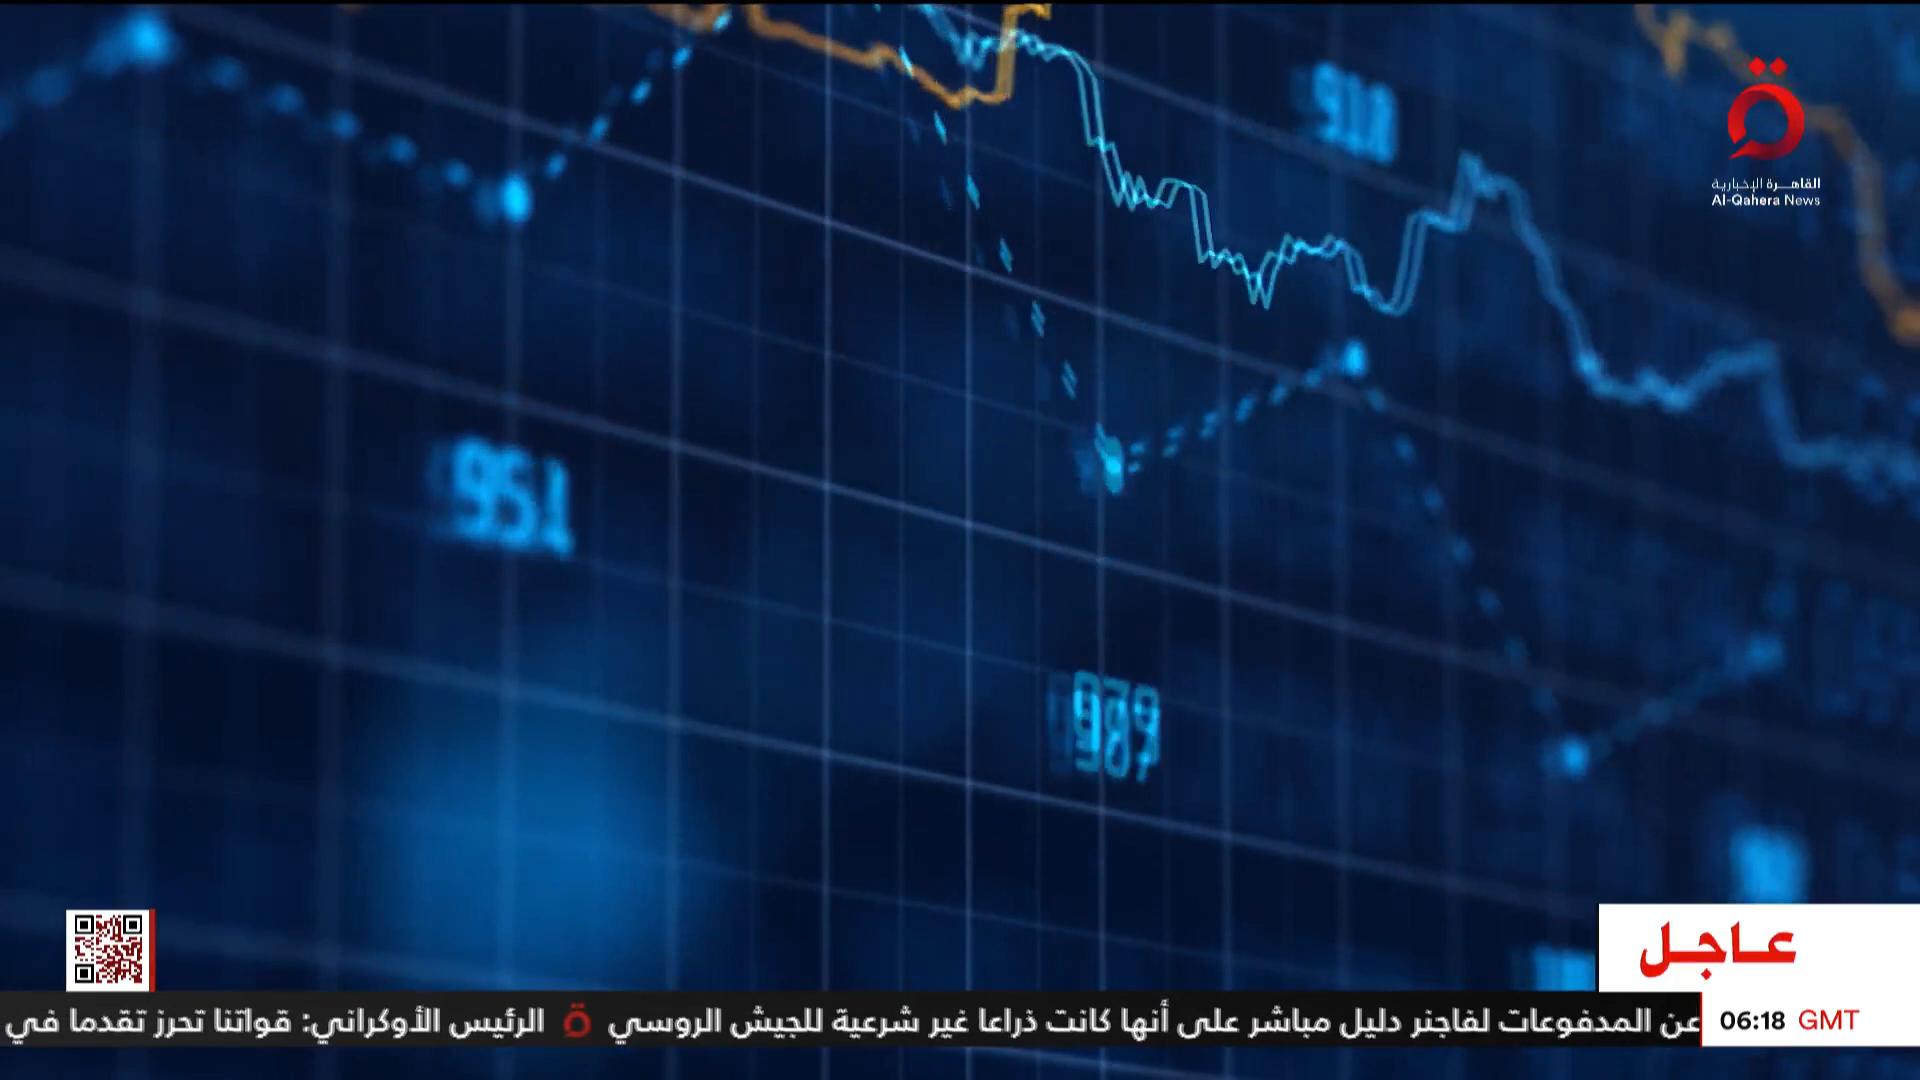 910
القاهرة الإخبارية
Al-Qahera News
951
عاجل
عن المدفوعات لفاجنر دليل مباشر على أنها كانت ذراعا غير شرعية للجيش الروسي
الرئيس الأوكراني: قواتنا تحرز تقدما في
06:18 GMT